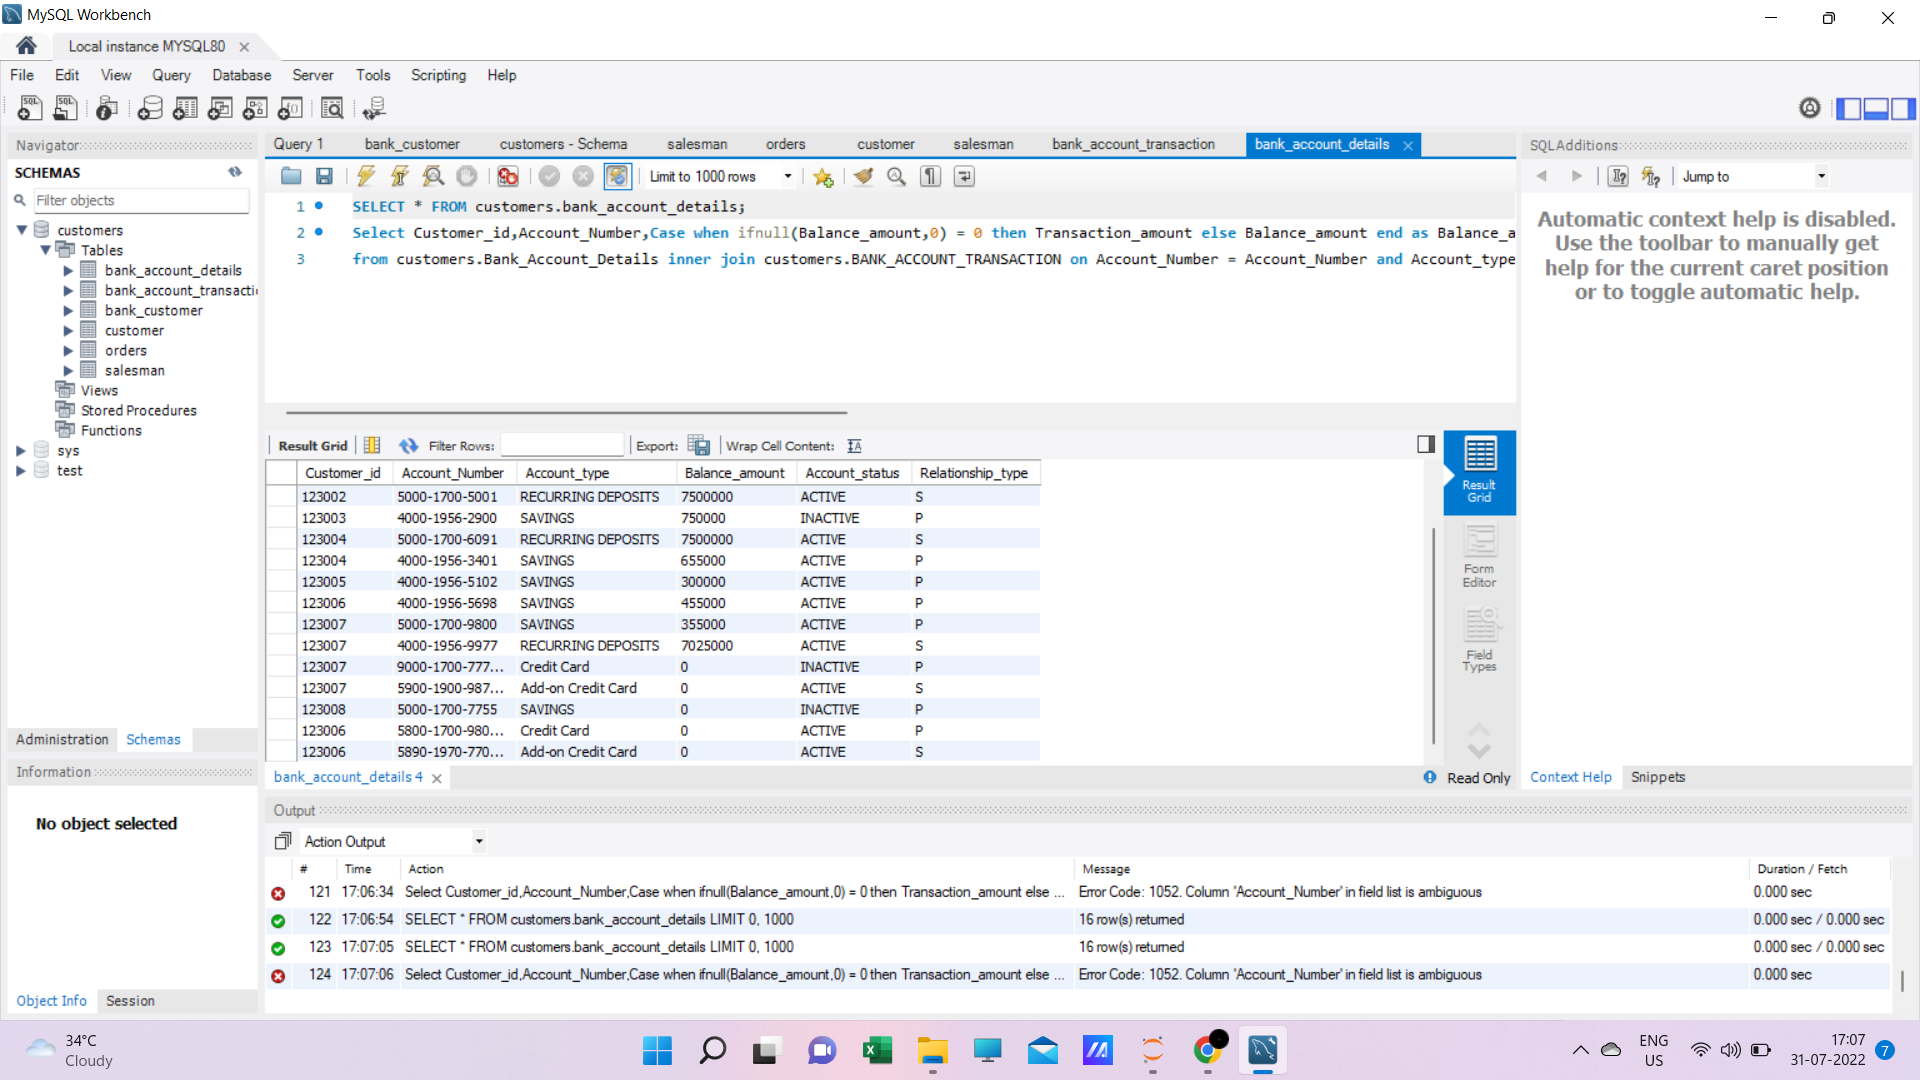 MySQL Workbench
Local instance MYSQL80
File Edit View Query Database Server Tools Scripting Help
Navigator
SCHEMAS
Filter objects
customers
Tables
bank_account_details
bank_account_transacti
bank_customer
customer
orders
salesman
Views
Stored Procedures
Functions
sys
test
Administration Schemas
Information
No object selected
Object Info Session
Query 1 bank_customer customers - Schema salesman orders customer salesman bank_account_transaction bank_account_details
Limit to 1000 rows
1 SELECT * FROM customers.bank_account_details;
2 Select Customer_id,Account_Number,Case when ifnull(Balance_amount,0) = 0 then Transaction_amount else Balance_amount end as Balance_a
3 from customers.Bank_Account_Details inner join customers.BANK_ACCOUNT_TRANSACTION on Account_Number = Account_Number and Account_type
Result Grid Filter Rows: Export: Wrap Cell Content:
Customer_id Account_Number Account_type Balance_amount Account_status Relationship_type
123002 5000-1700-5001 RECURRING DEPOSITS 7500000 ACTIVE S
123003 4000-1956-2900 SAVINGS 750000 INACTIVE P
123004 5000-1700-6091 RECURRING DEPOSITS 7500000 ACTIVE S
123004 4000-1956-3401 SAVINGS 655000 ACTIVE P
123005 4000-1956-5102 SAVINGS 300000 ACTIVE P
123006 4000-1956-5698 SAVINGS 455000 ACTIVE P
123007 5000-1700-9800 SAVINGS 355000 ACTIVE P
123007 4000-1956-9977 RECURRING DEPOSITS 7025000 ACTIVE S
123007 9000-1700-777... Credit Card 0 INACTIVE P
123007 5900-1900-987... Add-on Credit Card 0 ACTIVE S
123008 5000-1700-7755 SAVINGS 0 INACTIVE P
123006 5800-1700-980... Credit Card 0 ACTIVE P
123006 5890-1970-770... Add-on Credit Card 0 ACTIVE S
Result Grid
Form Editor
Field Types
bank_account_details 4
Read Only
SQLAdditions
Jump to
Automatic context help is disabled.
Use the toolbar to manually get
help for the current caret position
or to toggle automatic help.
Context Help Snippets
Output
Action Output
# Time Action Message Duration / Fetch
121 17:06:34 Select Customer_id,Account_Number,Case when ifnull(Balance_amount,0) = 0 then Transaction_amount else ... Error Code: 1052. Column 'Account_Number' in field list is ambiguous 0.000 sec
122 17:06:54 SELECT * FROM customers.bank_account_details LIMIT 0, 1000 16 row(s) returned 0.000 sec / 0.000 sec
123 17:07:05 SELECT * FROM customers.bank_account_details LIMIT 0, 1000 16 row(s) returned 0.000 sec / 0.000 sec
124 17:07:06 Select Customer_id,Account_Number,Case when ifnull(Balance_amount,0) = 0 then Transaction_amount else ... Error Code: 1052. Column 'Account_Number' in field list is ambiguous 0.000 sec
34°C
Cloudy
ENG
US
17:07
31-07-2022
7